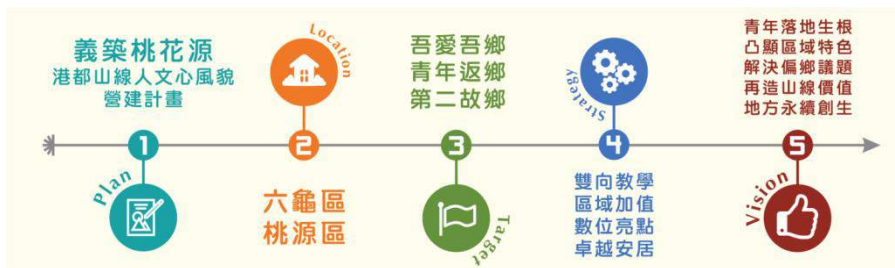 義築桃花源
港都山線人文心風貌
營建計畫
1
Plan
Location
2
六龜區
桃源區
吾愛吾鄉
青年返鄉
第二故鄉
3
Target
Strategy
4
雙向教學
區域加值
數位亮點
卓越安居
青年落地生根
凸顯區域特色
解決偏鄉議題
再造山線價值
地方永續創生
5
Vision